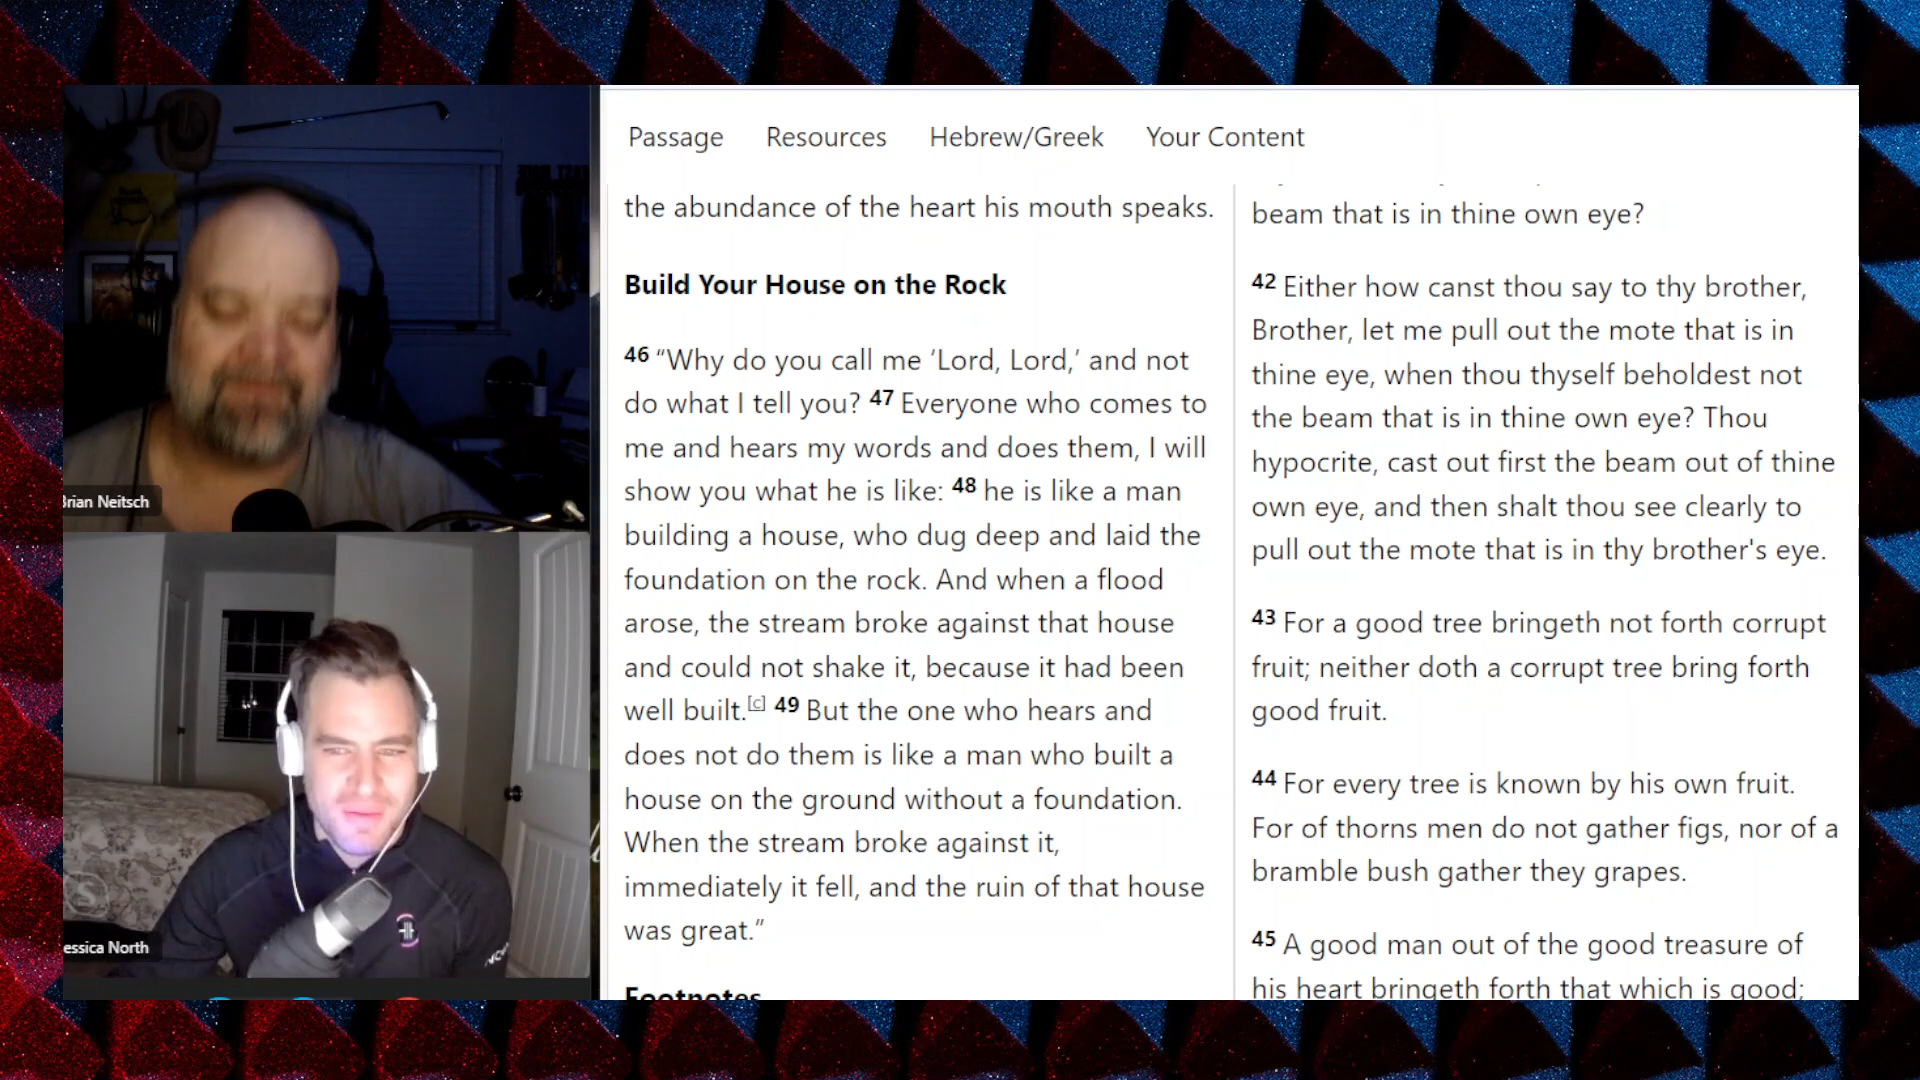 Passage Resources Hebrew/Greek Your Content
the abundance of the heart his mouth speaks.
Build Your House on the Rock
46 “Why do you call me ‘Lord, Lord,’ and not
do what I tell you? 47 Everyone who comes to
me and hears my words and does them, I will
show you what he is like: 48 he is like a man
building a house, who dug deep and laid the
foundation on the rock. And when a flood
arose, the stream broke against that house
and could not shake it, because it had been
well built.[c] 49 But the one who hears and
does not do them is like a man who built a
house on the ground without a foundation.
When the stream broke against it,
immediately it fell, and the ruin of that house
was great.”
Footnotes
beam that is in thine own eye?
42 Either how canst thou say to thy brother,
Brother, let me pull out the mote that is in
thine eye, when thou thyself beholdest not
the beam that is in thine own eye? Thou
hypocrite, cast out first the beam out of thine
own eye, and then shalt thou see clearly to
pull out the mote that is in thy brother's eye.
43 For a good tree bringeth not forth corrupt
fruit; neither doth a corrupt tree bring forth
good fruit.
44 For every tree is known by his own fruit.
For of thorns men do not gather figs, nor of a
bramble bush gather they grapes.
45 A good man out of the good treasure of
his heart bringeth forth that which is good;
Brian Neitsch
essica North